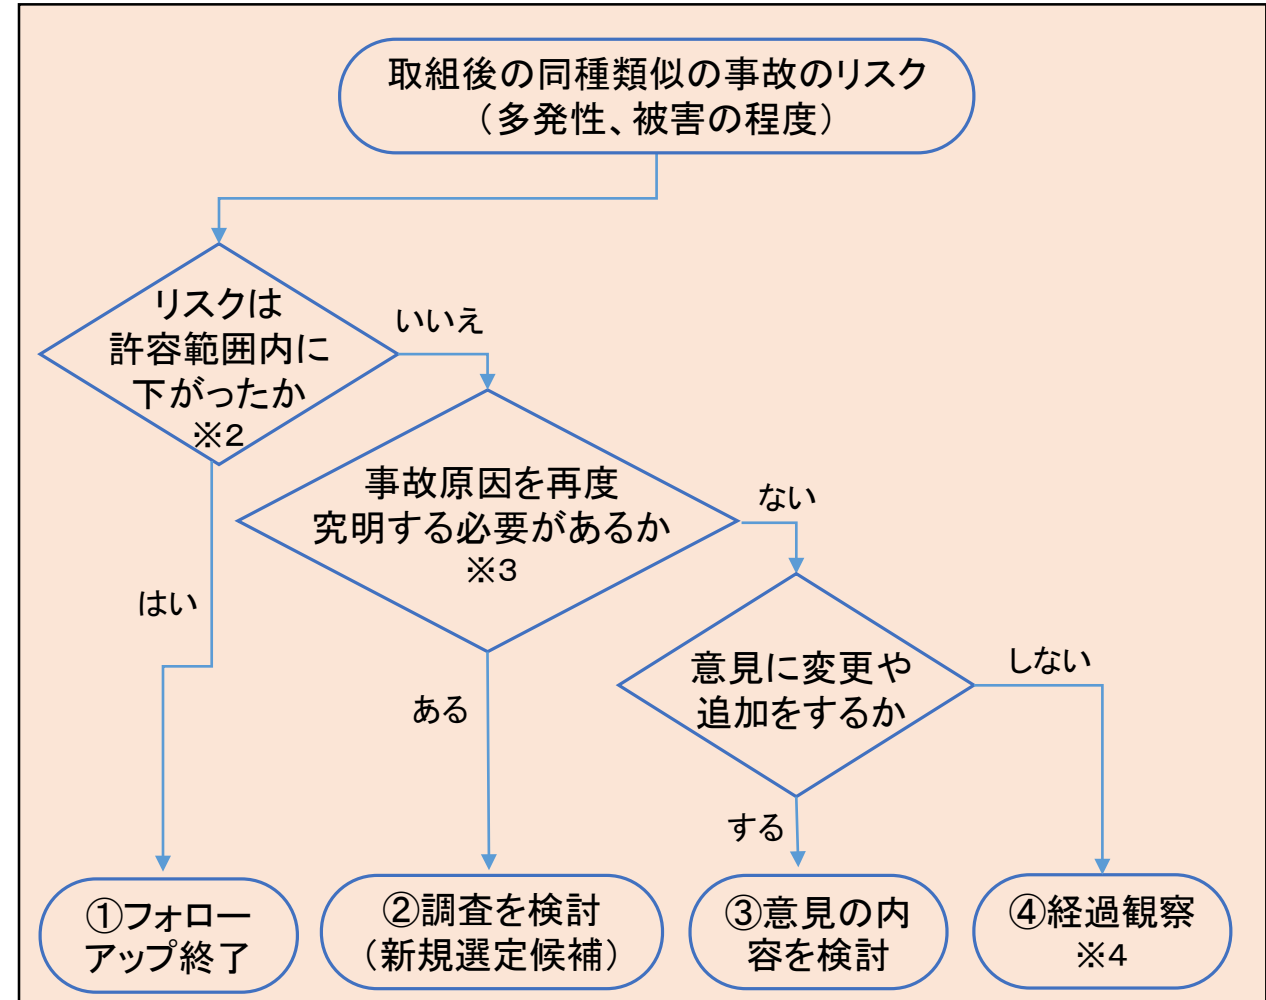 取組後の同種類似の事故のリスク
（多発性、被害の程度）
リスクは
許容範囲内に
下がったか
※2
いいえ
事故原因を再度
究明する必要があるか
※3
ない
はい
意見に変更や
追加をするか
しない
ある
する
①フォロー
アップ終了
②調査を検討
（新規選定候補）
③意見の内
容を検討
④経過観察
※4